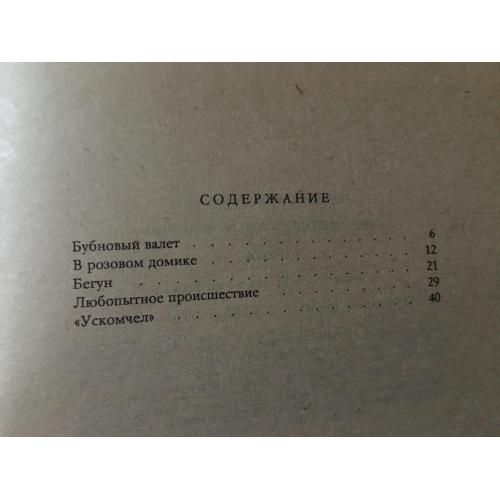 СОДЕРЖАНИЕ
Бубновый валет . . . . . . . . . . . . . 6
В розовом домике . . . . . . . . . . . . 12
Бегун . . . . . . . . . . . . . . . . 21
Любопытное происшествие . . . . . . . . . 29
«Ускомчел» . . . . . . . . . . . . . . 40